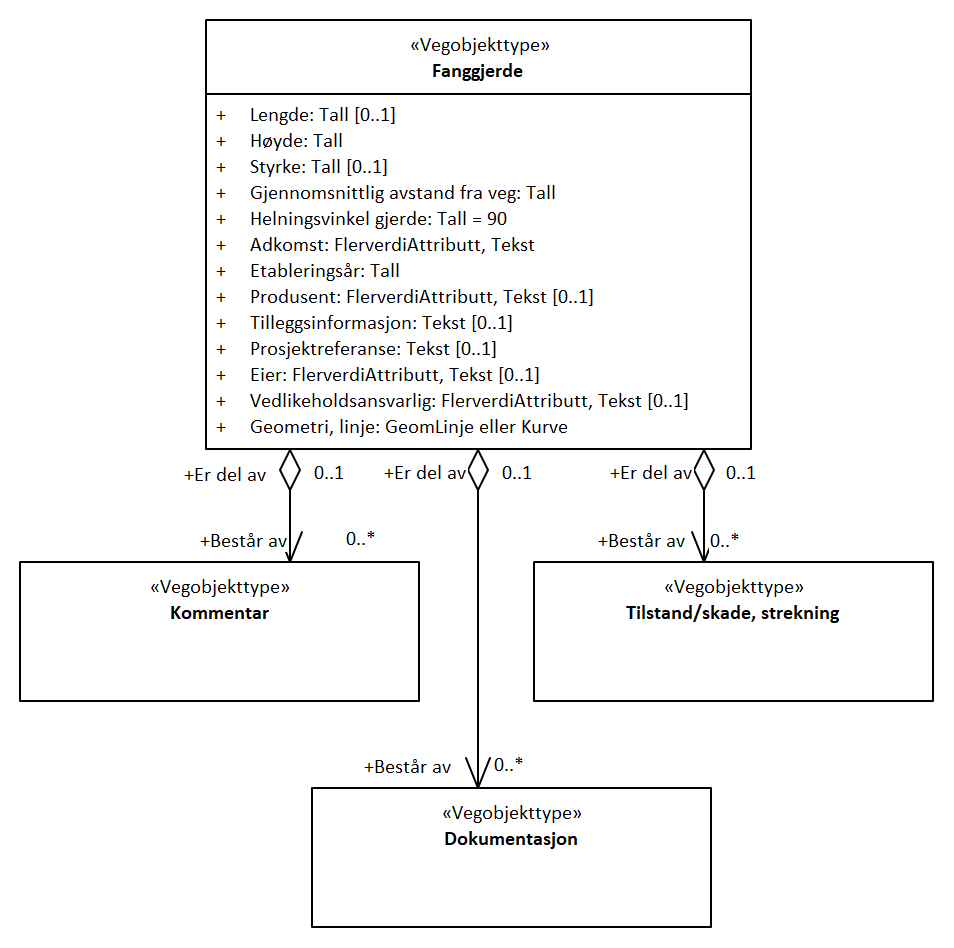 «Vegobjekttype»
Fanggjerde
+ Lengde: Tall [0..1]
+ Høyde: Tall
+ Styrke: Tall [0..1]
+ Gjennomsnittlig avstand fra veg: Tall
+ Helningsvinkel gjerde: Tall = 90
+ Adkomst: FlerverdiAttributt, Tekst
+ Etableringsår: Tall
+ Produsent: FlerverdiAttributt, Tekst [0..1]
+ Tilleggsinformasjon: Tekst [0..1]
+ Prosjektreferanse: Tekst [0..1]
+ Eier: FlerverdiAttributt, Tekst [0..1]
+ Vedlikeholdsansvarlig: FlerverdiAttributt, Tekst [0..1]
+ Geometri, linje: GeomLinje eller Kurve
+Er del av 0..1 +Er del av 0..1 +Er del av 0..1
+Består av 0..* +Består av 0..*
«Vegobjekttype» «Vegobjekttype»
Kommentar Tilstand/skade, strekning
+Består av 0..*
«Vegobjekttype»
Dokumentasjon